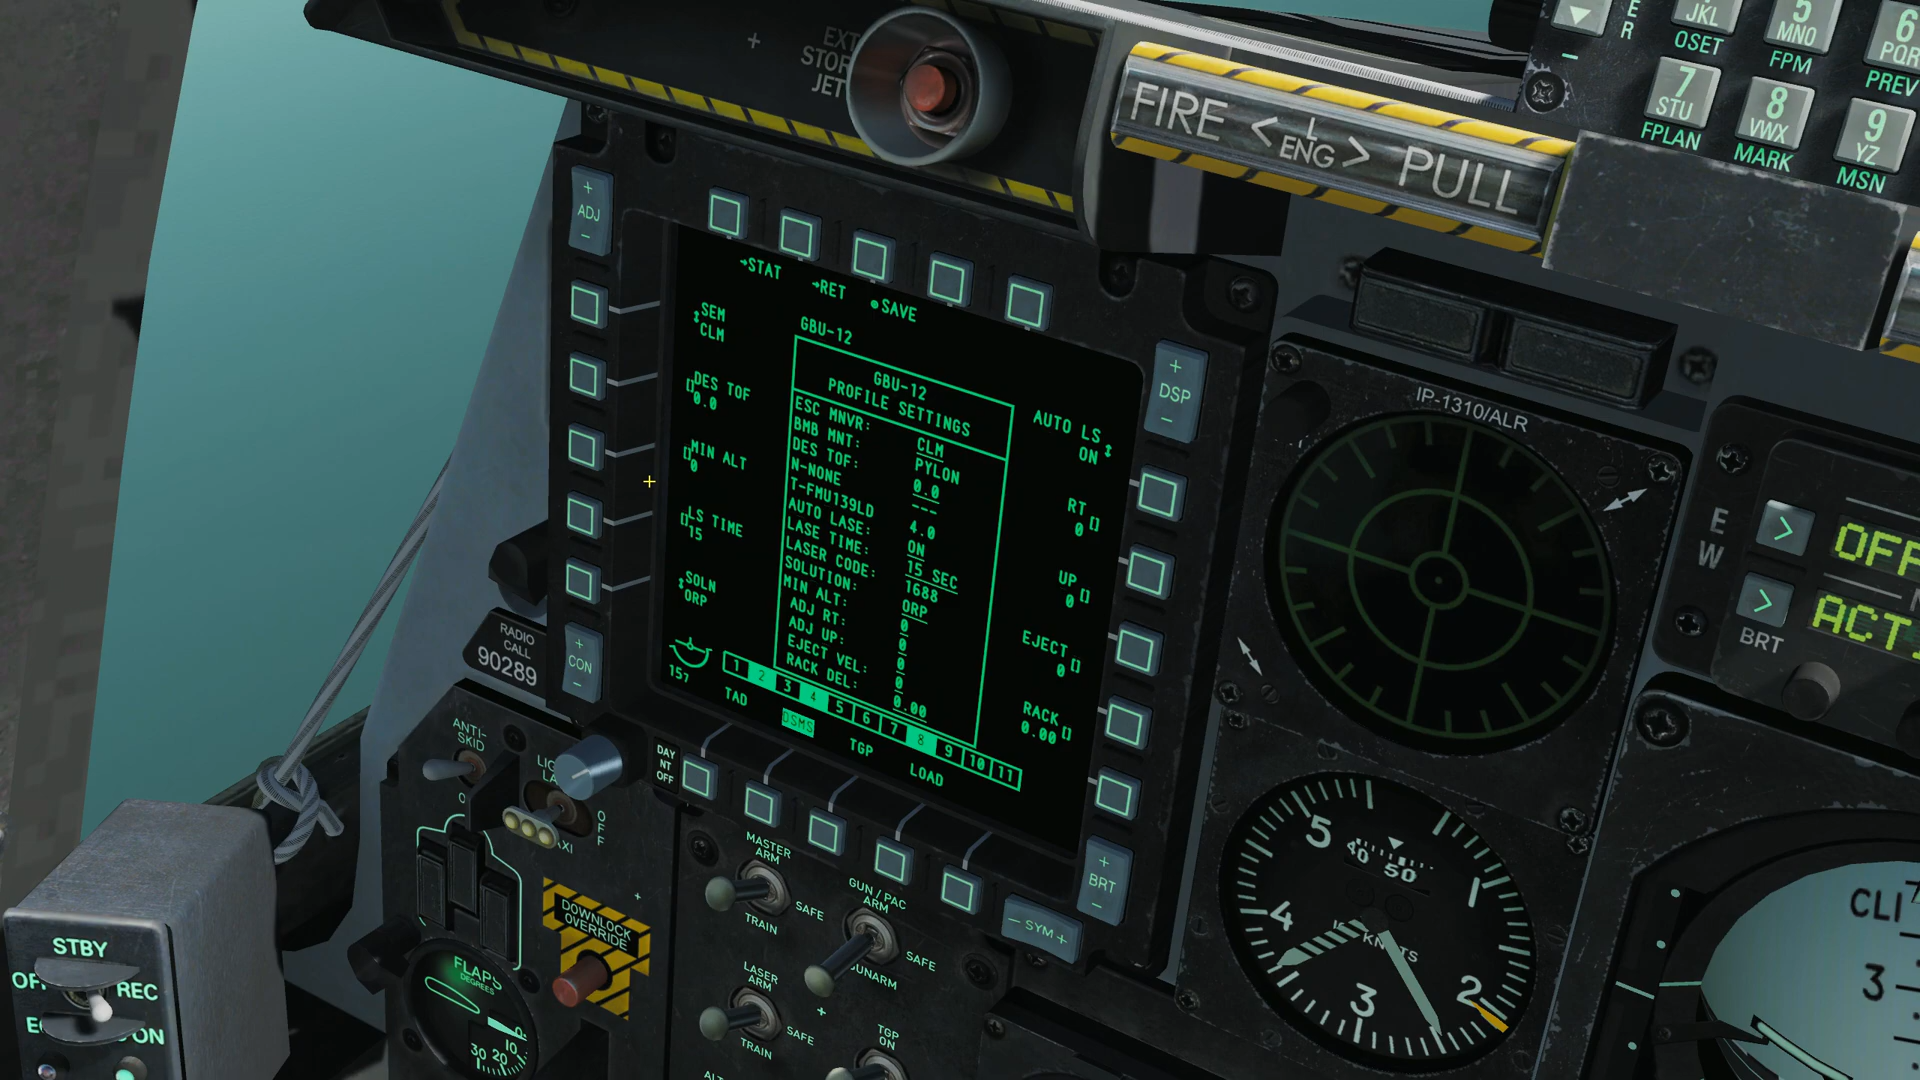 EXT
STOR
JET
FIRE < L ENG > PULL
E
R
JKL
OSET
5
MNO
FPM
6
PQR
PREV
7
STU
FPLAN
8
VWX
MARK
9
YZ
MSN
+
ADJ
-
+
DSP
-
+
CON
-
+
BRT
-
- SYM +
→STAT
→RET
SAVE
SEM
CLM
DES TOF
0.0
MIN ALT
0
LS TIME
15
SOLN
ORP
157
GBU-12
GBU-12
PROFILE SETTINGS
ESC MNVR: CLM
BMB MNT: PYLON
DES TOF: 0.0
N-NONE ---
T-FMU139LD 4.0
AUTO LASE: ON
LASE TIME: 15 SEC
LASER CODE: 1688
SOLUTION: ORP
MIN ALT: 0
ADJ RT: 0
ADJ UP: 0
EJECT VEL: 0
RACK DEL: 0.00
AUTO LS
ON
RT
0
UP
0
EJECT
0
RACK
0.00
1 2 3 4 5 6 7 8 9 10 11
TAD
DSMS
TGP
LOAD
DAY
NT
OFF
RADIO
CALL
90289
ANTI-
SKID
OFF
DOWNLOCK
OVERRIDE
FLAPS
DEGREES
0
10
20
30
MASTER
ARM
SAFE
TRAIN
GUN / PAC
ARM
SAFE
GUNARM
LASER
ARM
SAFE
TRAIN
TGP
ON
STBY
REC
IP-1310/ALR
E
W
OFF
ACT
BRT
5
40
50
1
4
KNOTS
3
2
CLI
3